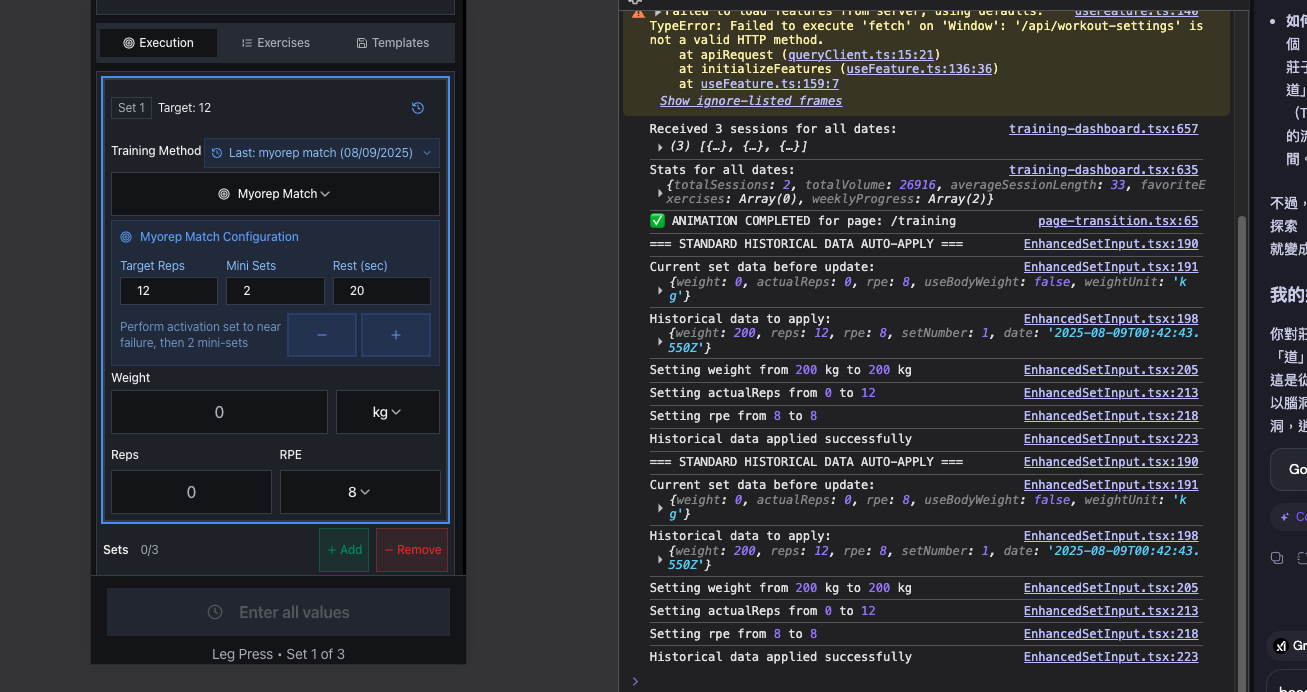 Execution
Exercises
Templates
Set 1
Target: 12
Training Method
Last: myorep match (08/09/2025)
Myorep Match
Myorep Match Configuration
Target Reps
Mini Sets
Rest (sec)
12
2
20
Perform activation set to near
failure, then 2 mini-sets
−
+
Weight
0
kg
Reps
RPE
0
8
Sets
0/3
+ Add
− Remove
Enter all values
Leg Press • Set 1 of 3
Failed to load features from server, using defaults: useFeature.ts:140
TypeError: Failed to execute 'fetch' on 'Window': '/api/workout-settings' is
not a valid HTTP method.
at apiRequest (queryClient.ts:15:21)
at initializeFeatures (useFeature.ts:136:36)
at useFeature.ts:159:7
Show ignore-listed frames
Received 3 sessions for all dates: training-dashboard.tsx:657
(3) [{…}, {…}, {…}]
Stats for all dates: training-dashboard.tsx:635
{totalSessions: 2, totalVolume: 26916, averageSessionLength: 33, favoriteE
xercises: Array(0), weeklyProgress: Array(2)}
✅ ANIMATION COMPLETED for page: /training page-transition.tsx:65
=== STANDARD HISTORICAL DATA AUTO-APPLY === EnhancedSetInput.tsx:190
Current set data before update: EnhancedSetInput.tsx:191
{weight: 0, actualReps: 0, rpe: 8, useBodyWeight: false, weightUnit: 'k
g'}
Historical data to apply: EnhancedSetInput.tsx:198
{weight: 200, reps: 12, rpe: 8, setNumber: 1, date: '2025-08-09T00:42:43.
550Z'}
Setting weight from 200 kg to 200 kg EnhancedSetInput.tsx:205
Setting actualReps from 0 to 12 EnhancedSetInput.tsx:213
Setting rpe from 8 to 8 EnhancedSetInput.tsx:218
Historical data applied successfully EnhancedSetInput.tsx:223
=== STANDARD HISTORICAL DATA AUTO-APPLY === EnhancedSetInput.tsx:190
Current set data before update: EnhancedSetInput.tsx:191
{weight: 0, actualReps: 0, rpe: 8, useBodyWeight: false, weightUnit: 'k
g'}
Historical data to apply: EnhancedSetInput.tsx:198
{weight: 200, reps: 12, rpe: 8, setNumber: 1, date: '2025-08-09T00:42:43.
550Z'}
Setting weight from 200 kg to 200 kg EnhancedSetInput.tsx:205
Setting actualReps from 0 to 12 EnhancedSetInput.tsx:213
Setting rpe from 8 to 8 EnhancedSetInput.tsx:218
Historical data applied successfully EnhancedSetInput.tsx:223
• 如何
個
莊子
道」
（T
的流
間。
不過，
探索
就變成
我的
你對莊
「道」
這是從
以腦洞
洞，逍
Go
Gr